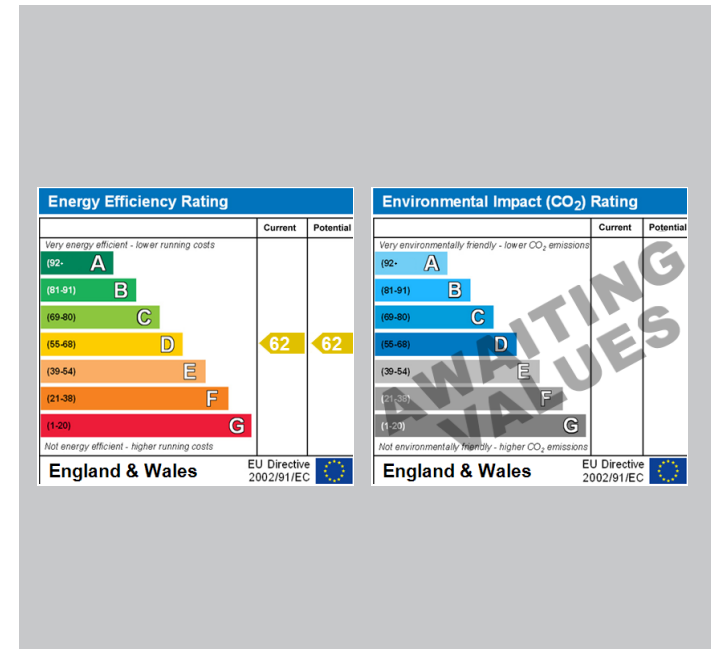 Energy Efficiency Rating
Current Potential
Very energy efficient - lower running costs
(92- A
(81-91) B
(69-80) C
(55-68) D 62 62
(39-54) E
(21-38) F
(1-20) G
Not energy efficient - higher running costs
England & Wales
EU Directive
2002/91/EC
Environmental Impact (CO2) Rating
Current Potential
Very environmentally friendly - lower CO2 emissions
(92- A
(81-91) B
(69-80) C
(55-68) D
(39-54) E
(21-38) F
(1-20) G
Not environmentally friendly - higher CO2 emissions
AWAITING
VALUES
England & Wales
EU Directive
2002/91/EC